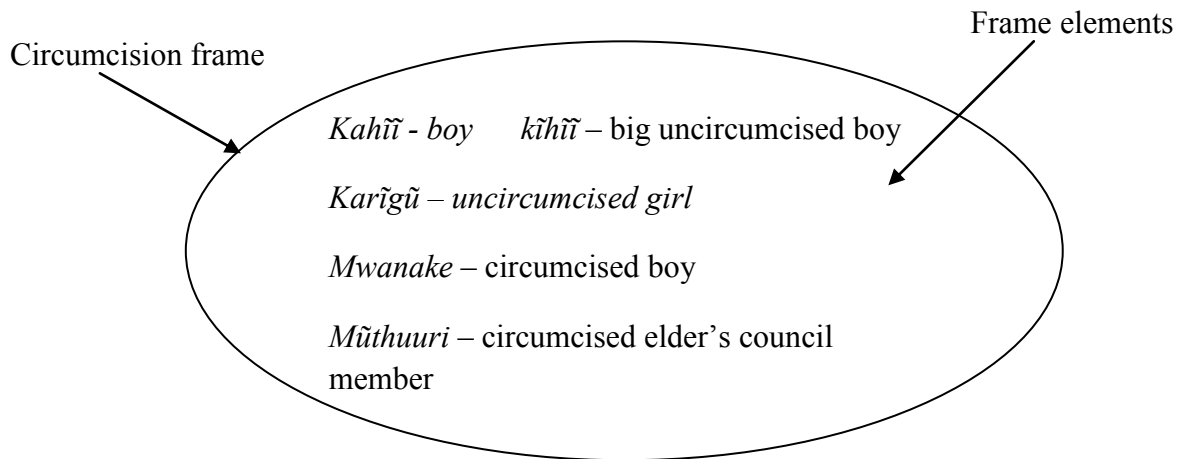 Frame elements
Circumcision frame
Kahĩĩ - boy kĩhĩĩ – big uncircumcised boy
Karĩgũ – uncircumcised girl
Mwanake – circumcised boy
Mũthuuri – circumcised elder’s council
member